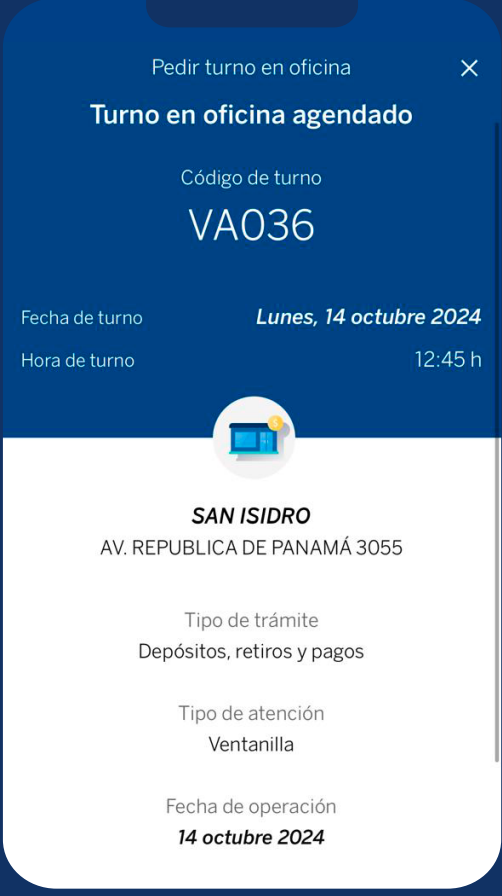 Pedir turno en oficina
Turno en oficina agendado
Código de turno
VA036
Fecha de turno Lunes, 14 octubre 2024
Hora de turno 12:45 h
$
SAN ISIDRO
AV. REPUBLICA DE PANAMÁ 3055
Tipo de trámite
Depósitos, retiros y pagos
Tipo de atención
Ventanilla
Fecha de operación
14 octubre 2024